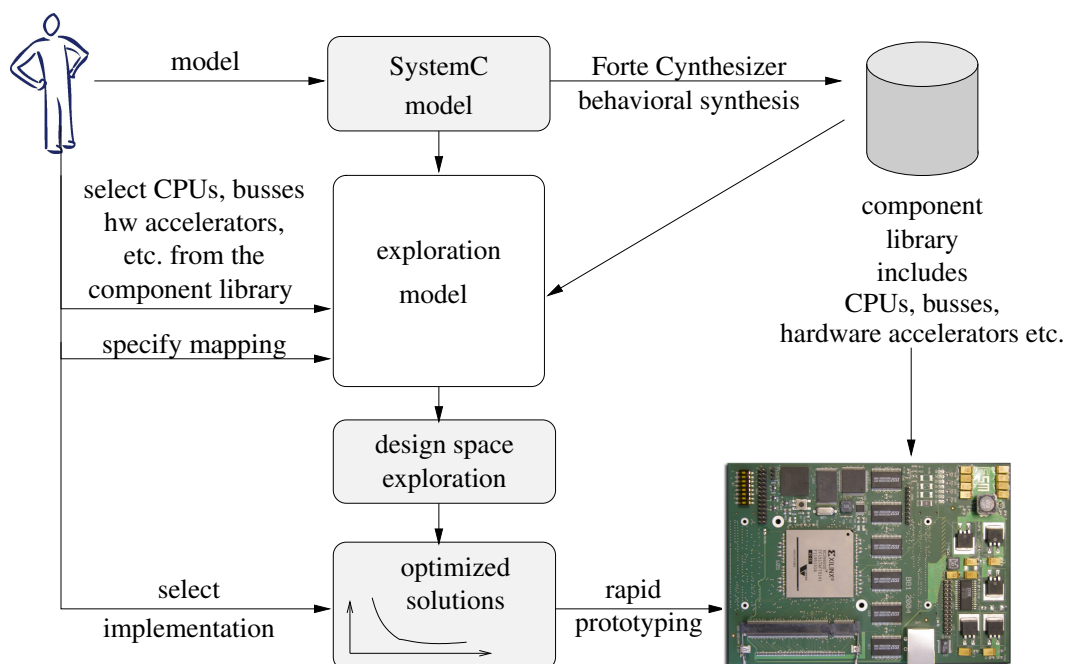 model
SystemC
model
Forte Cynthesizer
behavioral synthesis
select CPUs, busses
hw accelerators,
etc. from the
component library
exploration
model
component
library
includes
CPUs, busses,
hardware accelerators etc.
specify mapping
design space
exploration
select
implementation
optimized
solutions
rapid
prototyping
XILINX